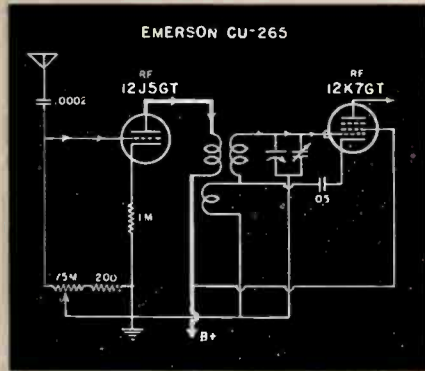 EMERSON CU-265
RF
12J5GT
RF
12K7GT
.0002
.05
1M
75M
200
B+